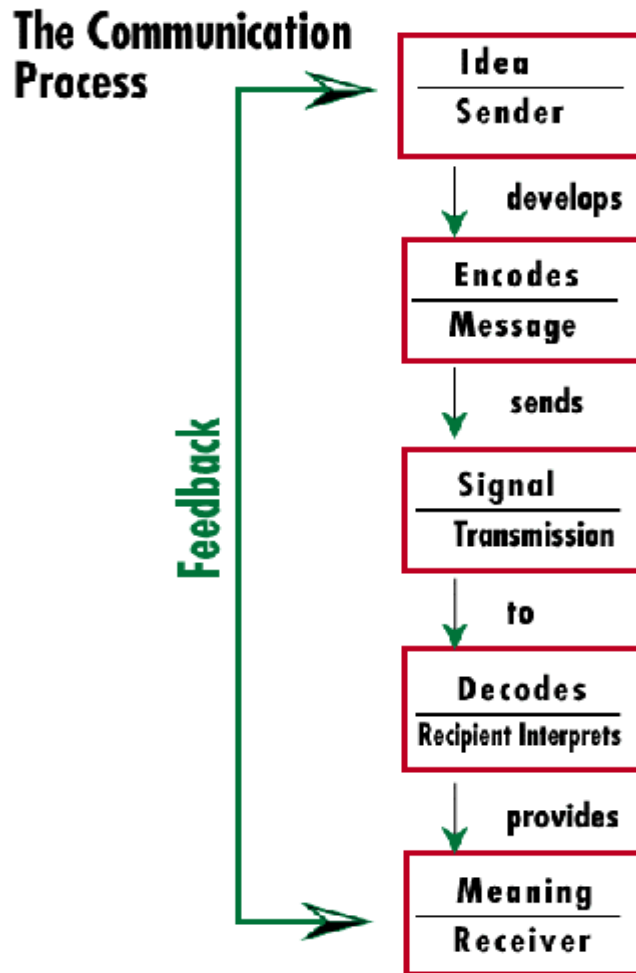 The Communication
Process
Idea
Sender
develops
Encodes
Message
sends
Signal
Transmission
to
Decodes
Recipient Interprets
provides
Meaning
Receiver
Feedback